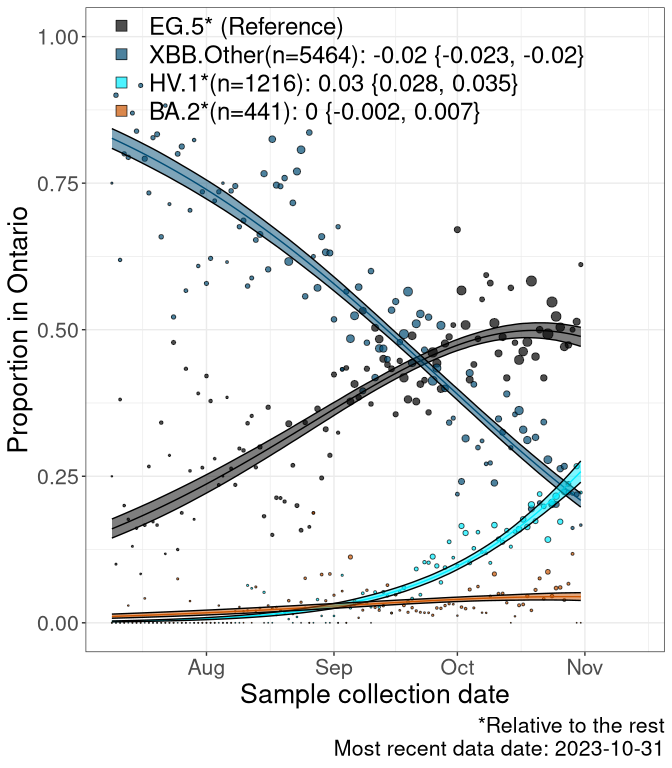 EG.5* (Reference)
XBB.Other(n=5464): -0.02 {-0.023, -0.02}
HV.1*(n=1216): 0.03 {0.028, 0.035}
BA.2*(n=441): 0 {-0.002, 0.007}
1.00
0.75
0.50
0.25
0.00
Proportion in Ontario
Aug Sep Oct Nov
Sample collection date
*Relative to the rest
Most recent data date: 2023-10-31